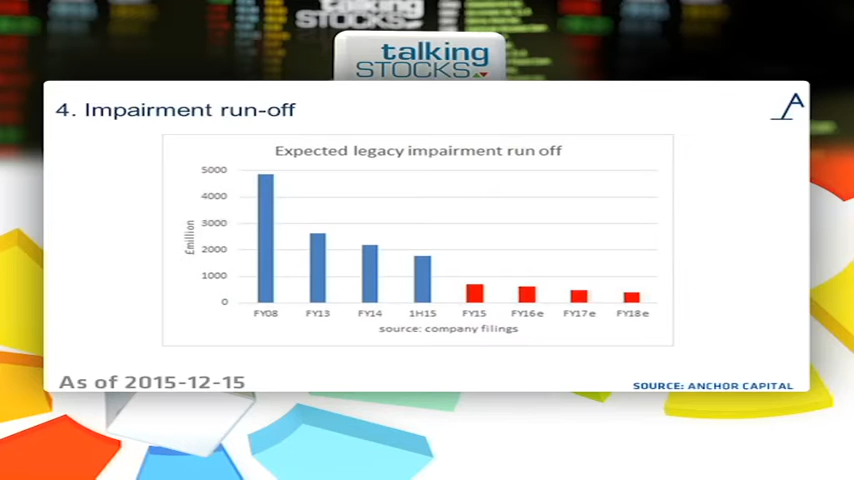 STOCKS
talking
STOCKS
4. Impairment run-off
A
Expected legacy impairment run off
5000
4000
3000
2000
1000
0
£million
FY08 FY13 FY14 1H15 FY15 FY16e FY17e FY18e
source: company filings
As of 2015-12-15
SOURCE: ANCHOR CAPITAL